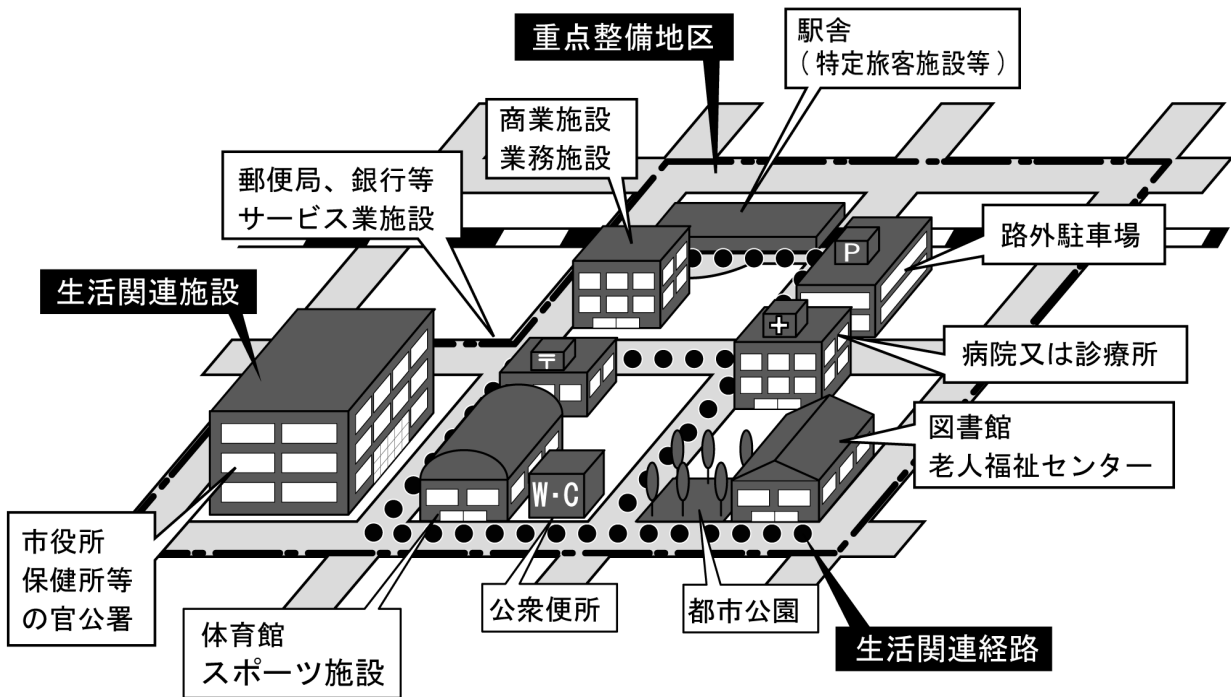 重点整備地区
駅舎
(特定旅客施設等)
商業施設
業務施設
郵便局、銀行等
サービス業施設
路外駐車場
生活関連施設
P
病院又は診療所
〒
図書館
老人福祉センター
W・C
市役所
保健所等
の官公署
公衆便所
都市公園
体育館
スポーツ施設
生活関連経路